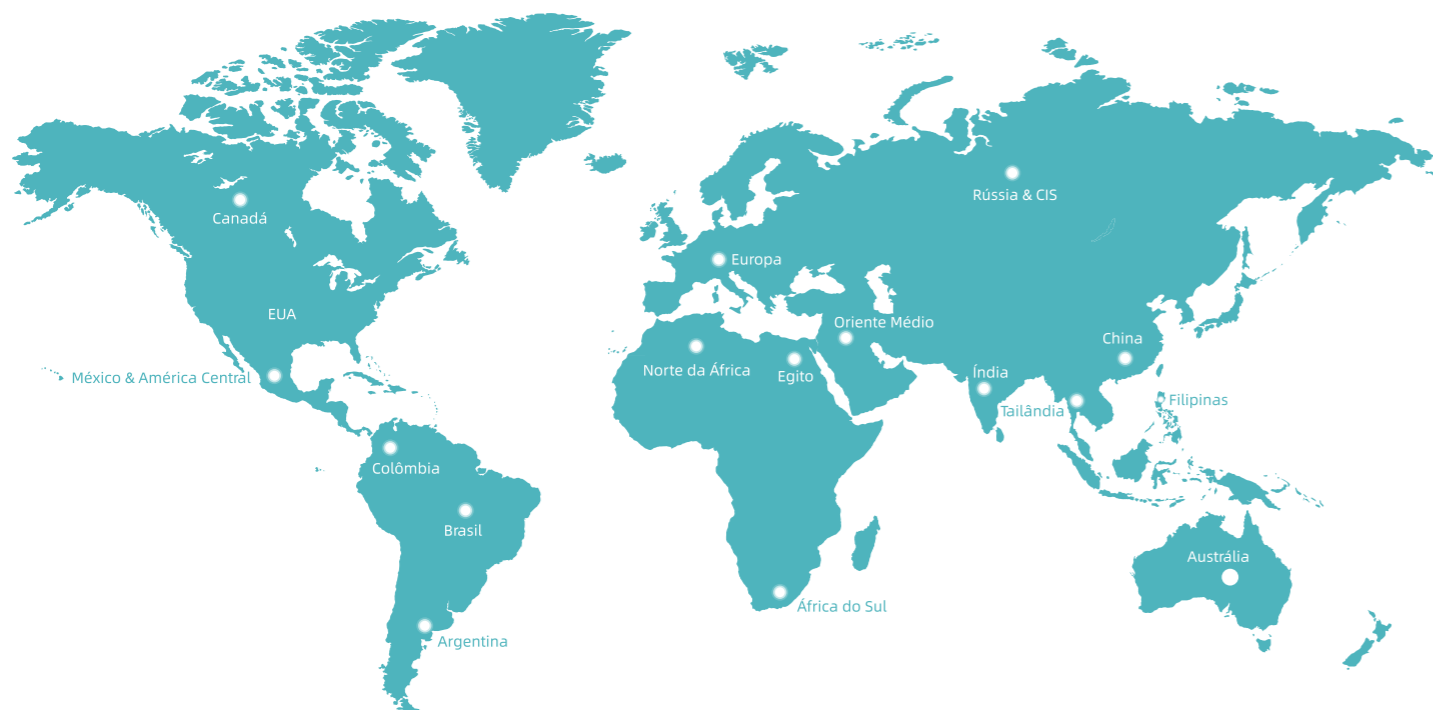 Rússia & CIS
Canadá
Europa
EUA
Oriente Médio
China
Norte da África
Egito
Índia
México & América Central
Filipinas
Tailândia
Colômbia
Brasil
Austrália
África do Sul
Argentina